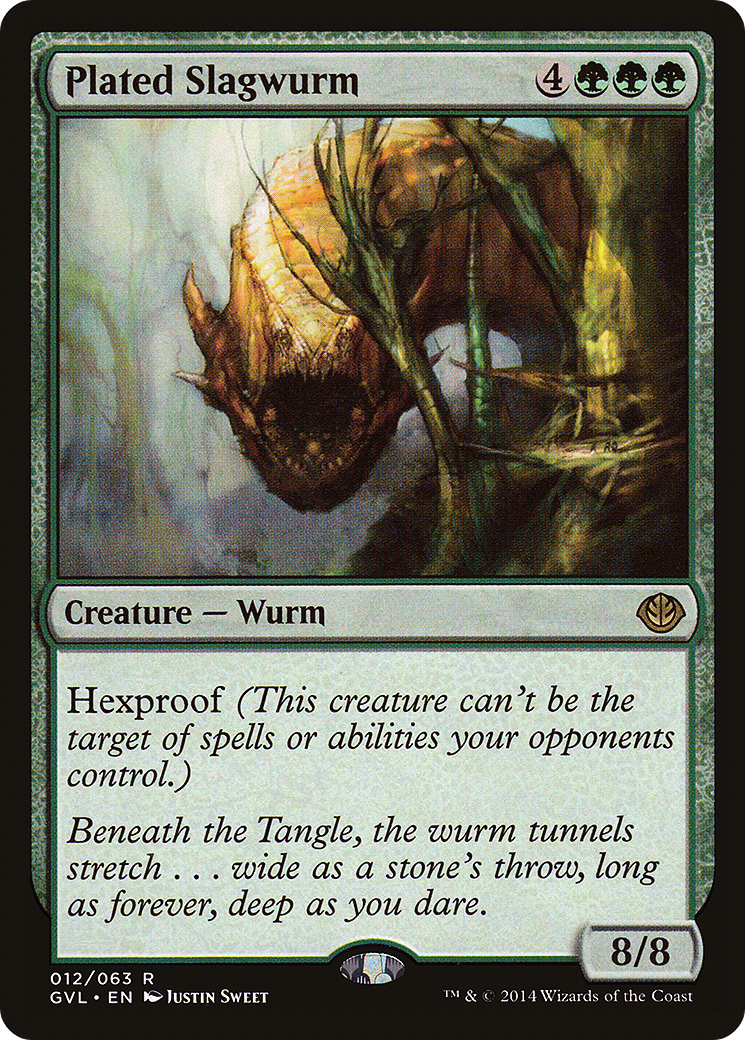 Plated Slagwurm 4
Creature — Wurm
Hexproof (This creature can't be the
target of spells or abilities your opponents
control.)
Beneath the Tangle, the wurm tunnels
stretch . . . wide as a stone's throw, long
as forever, deep as you dare.
8/8
012/063 R
GVL • EN Justin Sweet
™ & © 2014 Wizards of the Coast